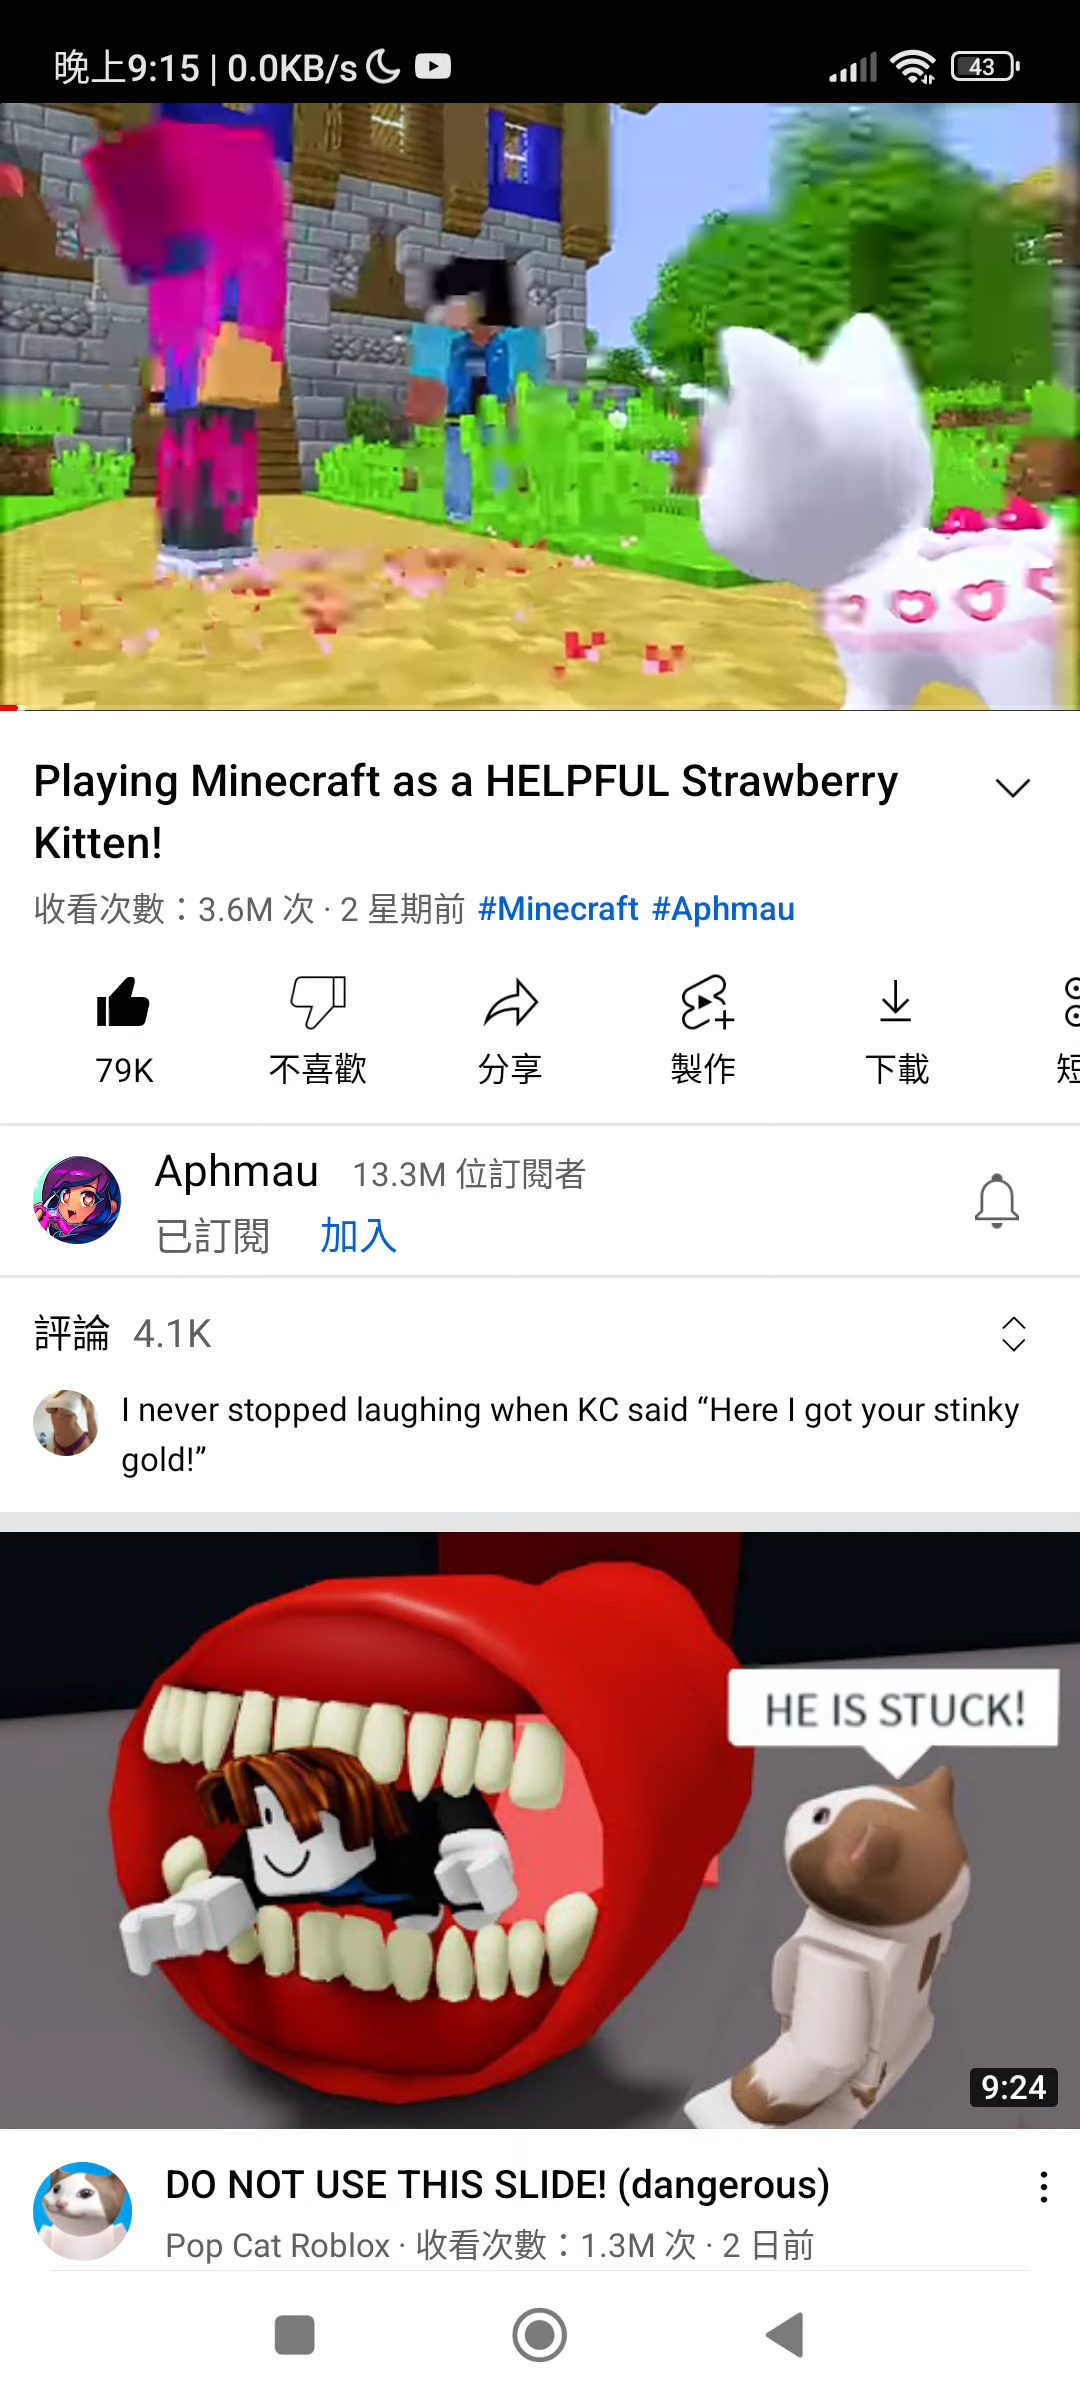 晚上9:15 | 0.0KB/s
43
Playing Minecraft as a HELPFUL Strawberry
Kitten!
收看次數：3.6M 次 · 2 星期前 #Minecraft #Aphmau
79K
不喜歡
分享
製作
下載
短
Aphmau 13.3M 位訂閱者
已訂閱 加入
評論 4.1K
I never stopped laughing when KC said “Here I got your stinky
gold!”
HE IS STUCK!
9:24
DO NOT USE THIS SLIDE! (dangerous)
Pop Cat Roblox · 收看次數：1.3M 次 · 2 日前